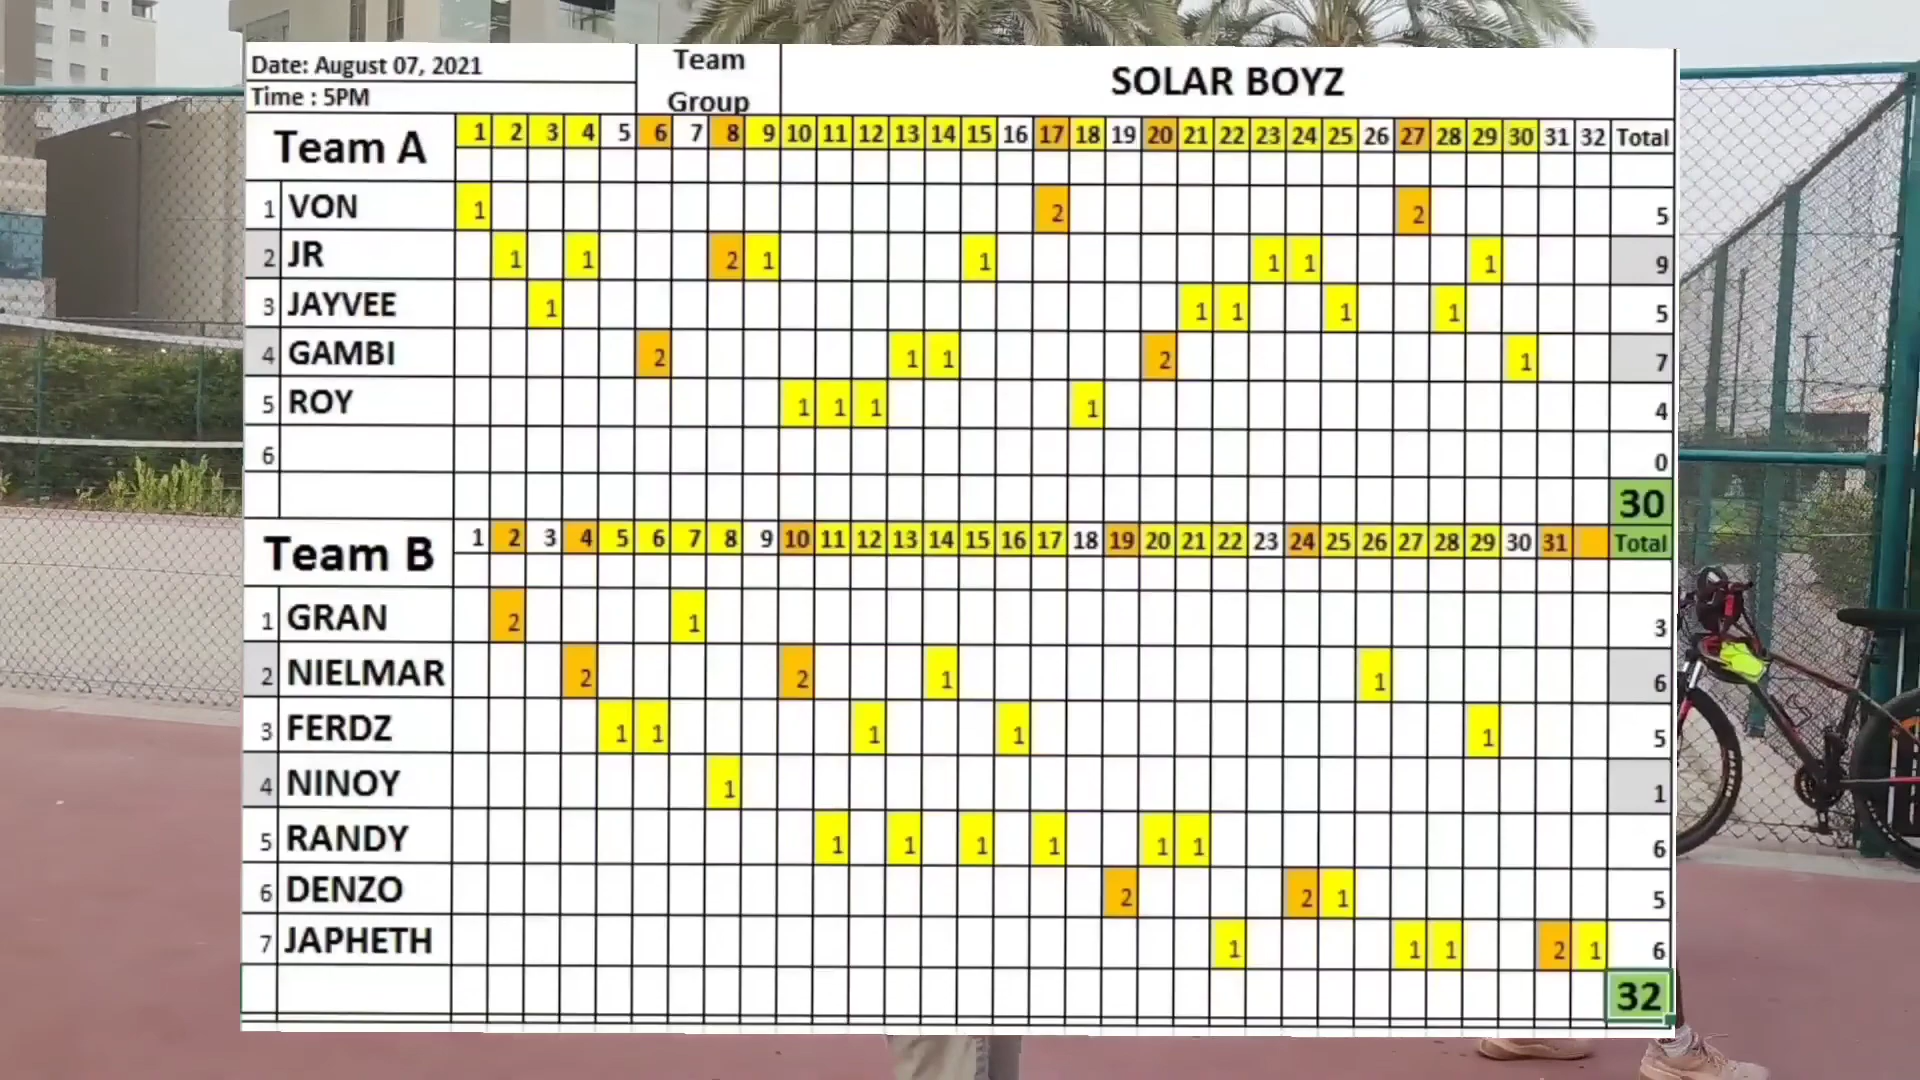 Date: August 07, 2021
Time : 5PM
Team
Group
SOLAR BOYZ
Team A 1 2 3 4 5 6 7 8 9 10 11 12 13 14 15 16 17 18 19 20 21 22 23 24 25 26 27 28 29 30 31 32 Total
1 VON 1 2 2 5
2 JR 1 1 2 1 1 1 1 1 9
3 JAYVEE 1 1 1 1 1 5
4 GAMBI 2 1 1 2 1 7
5 ROY 1 1 1 1 4
6 0
30
Team B 1 2 3 4 5 6 7 8 9 10 11 12 13 14 15 16 17 18 19 20 21 22 23 24 25 26 27 28 29 30 31 Total
1 GRAN 2 1 3
2 NIELMAR 2 2 1 1 6
3 FERDZ 1 1 1 1 1 5
4 NINOY 1 1
5 RANDY 1 1 1 1 1 1 6
6 DENZO 2 2 1 5
7 JAPHETH 1 1 1 2 1 6
32